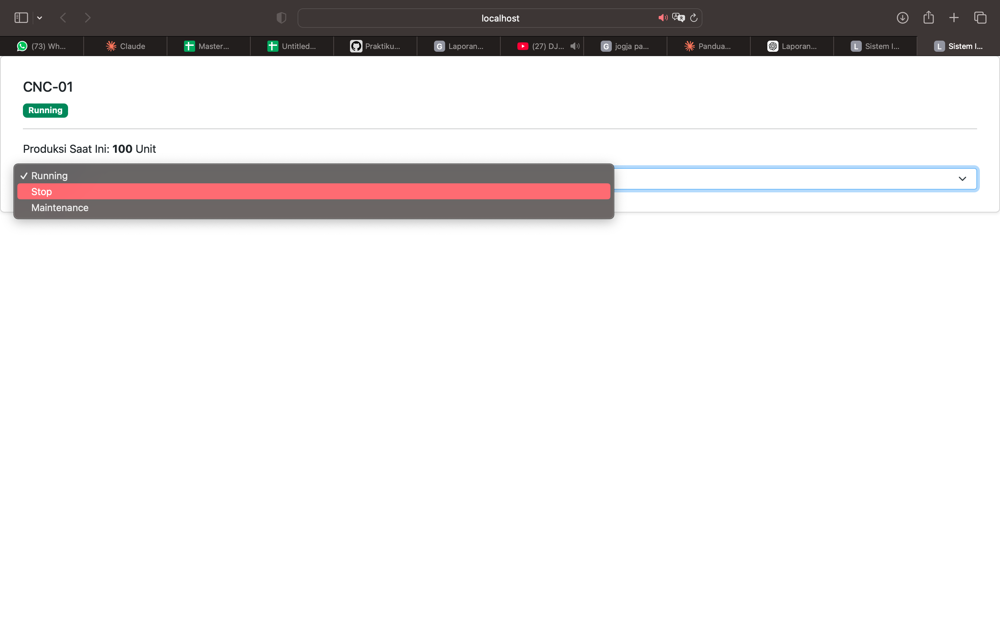 localhost
(73) Wh...
Claude
Master...
Untitled...
Praktiku...
G Laporan...
(27) DJ...
G jogja pa...
Pandua...
Laporan...
L Sistem I...
L Sistem I...
CNC-01
Running
Produksi Saat Ini: 100 Unit
✓ Running
Stop
Maintenance